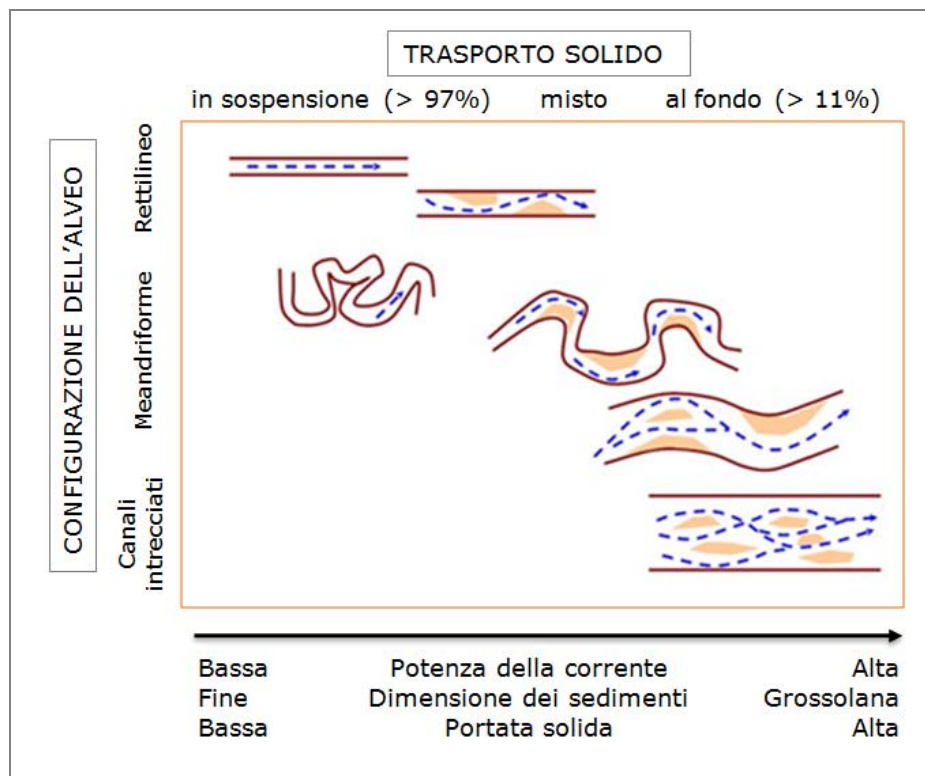 TRASPORTO SOLIDO
in sospensione (> 97%) misto al fondo (> 11%)
CONFIGURAZIONE DELL'ALVEO
Rettilineo
Meandriforme
Canali
intrecciati
Bassa Potenza della corrente Alta
Fine Dimensione dei sedimenti Grossolana
Bassa Portata solida Alta